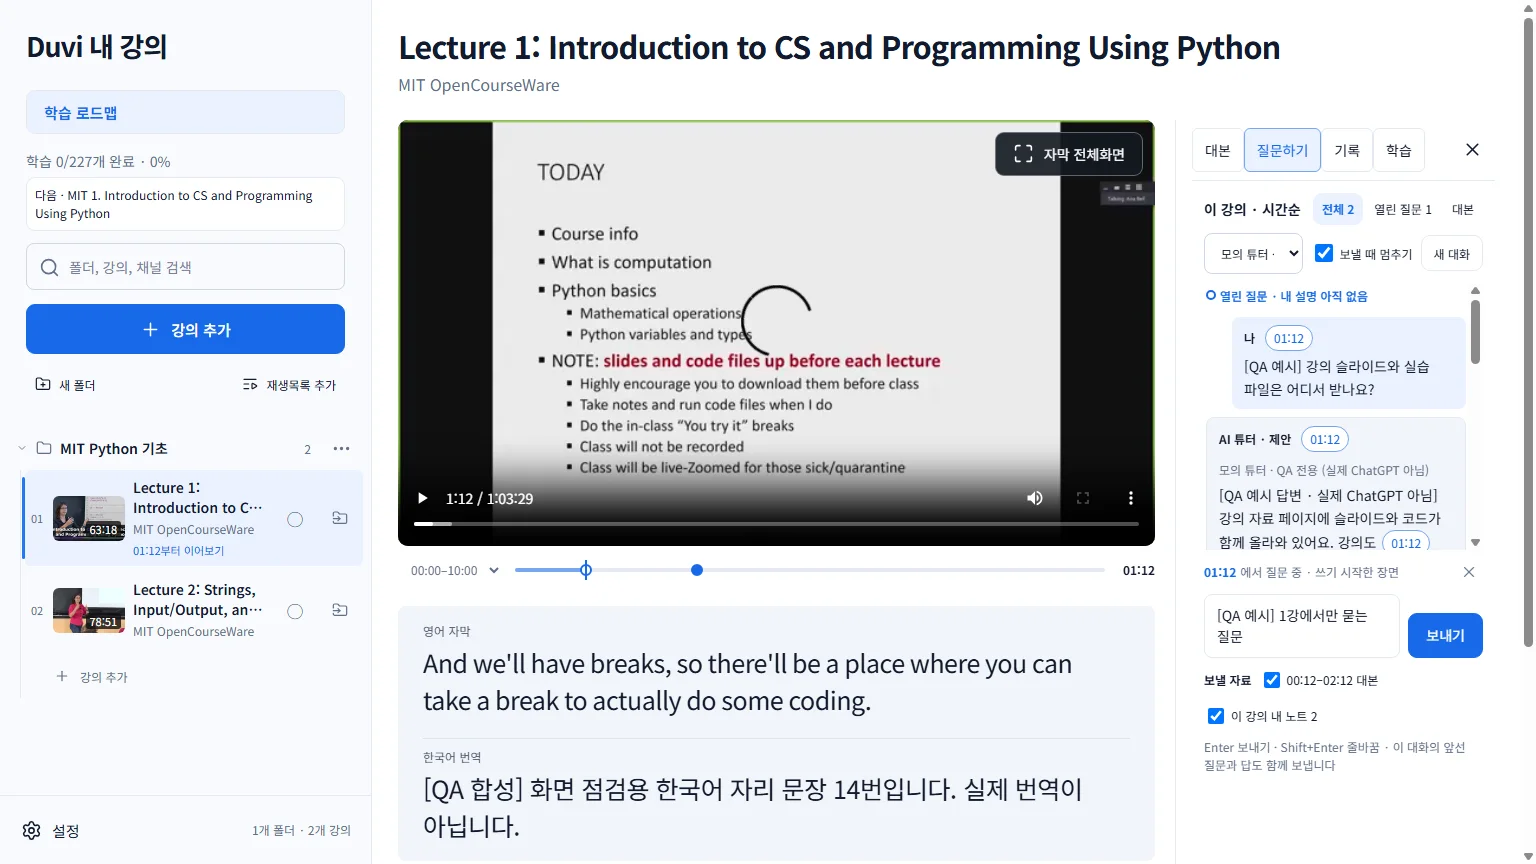 Duvi 내 강의
학습 로드맵
학습 0/227개 완료 · 0%
다음 · MIT 1. Introduction to CS and Programming
Using Python
폴더, 강의, 채널 검색
강의 추가
새 폴더
재생목록 추가
MIT Python 기초
2
01
63:18
Lecture 1:
Introduction to C···
MIT OpenCourseWare
01:12부터 이어보기
02
78:51
Lecture 2: Strings,
Input/Output, an···
MIT OpenCourseWare
강의 추가
설정
1개 폴더 · 2개 강의
Lecture 1: Introduction to CS and Programming Using Python
MIT OpenCourseWare
자막 전체화면
TODAY
Course info
What is computation
Python basics
Mathematical operations
Python variables and types
NOTE: slides and code files up before each lecture
Highly encourage you to download them before class
Take notes and run code files when I do
Do the in-class “You try it” breaks
Class will not be recorded
Class will be live-Zoomed for those sick/quarantine
1:12 / 1:03:29
00:00–10:00
01:12
영어 자막
And we'll have breaks, so there'll be a place where you can
take a break to actually do some coding.
한국어 번역
[QA 합성] 화면 점검용 한국어 자리 문장 14번입니다. 실제 번역이
아닙니다.
대본
질문하기
기록
학습
이 강의 · 시간순
전체 2
열린 질문 1
대본
모의 튜터 ·
보낼 때 멈추기
새 대화
열린 질문 · 내 설명 아직 없음
나 01:12
[QA 예시] 강의 슬라이드와 실습
파일은 어디서 받나요?
AI 튜터 · 제안 01:12
모의 튜터 · QA 전용 (실제 ChatGPT 아님)
[QA 예시 답변 · 실제 ChatGPT 아님]
강의 자료 페이지에 슬라이드와 코드가
함께 올라와 있어요. 강의도 01:12
01:12 에서 질문 중 · 쓰기 시작한 장면
[QA 예시] 1강에서만 묻는
질문
보내기
보낼 자료
00:12–02:12 대본
이 강의 내 노트 2
Enter 보내기 · Shift+Enter 줄바꿈 · 이 대화의 앞선
질문과 답도 함께 보냅니다